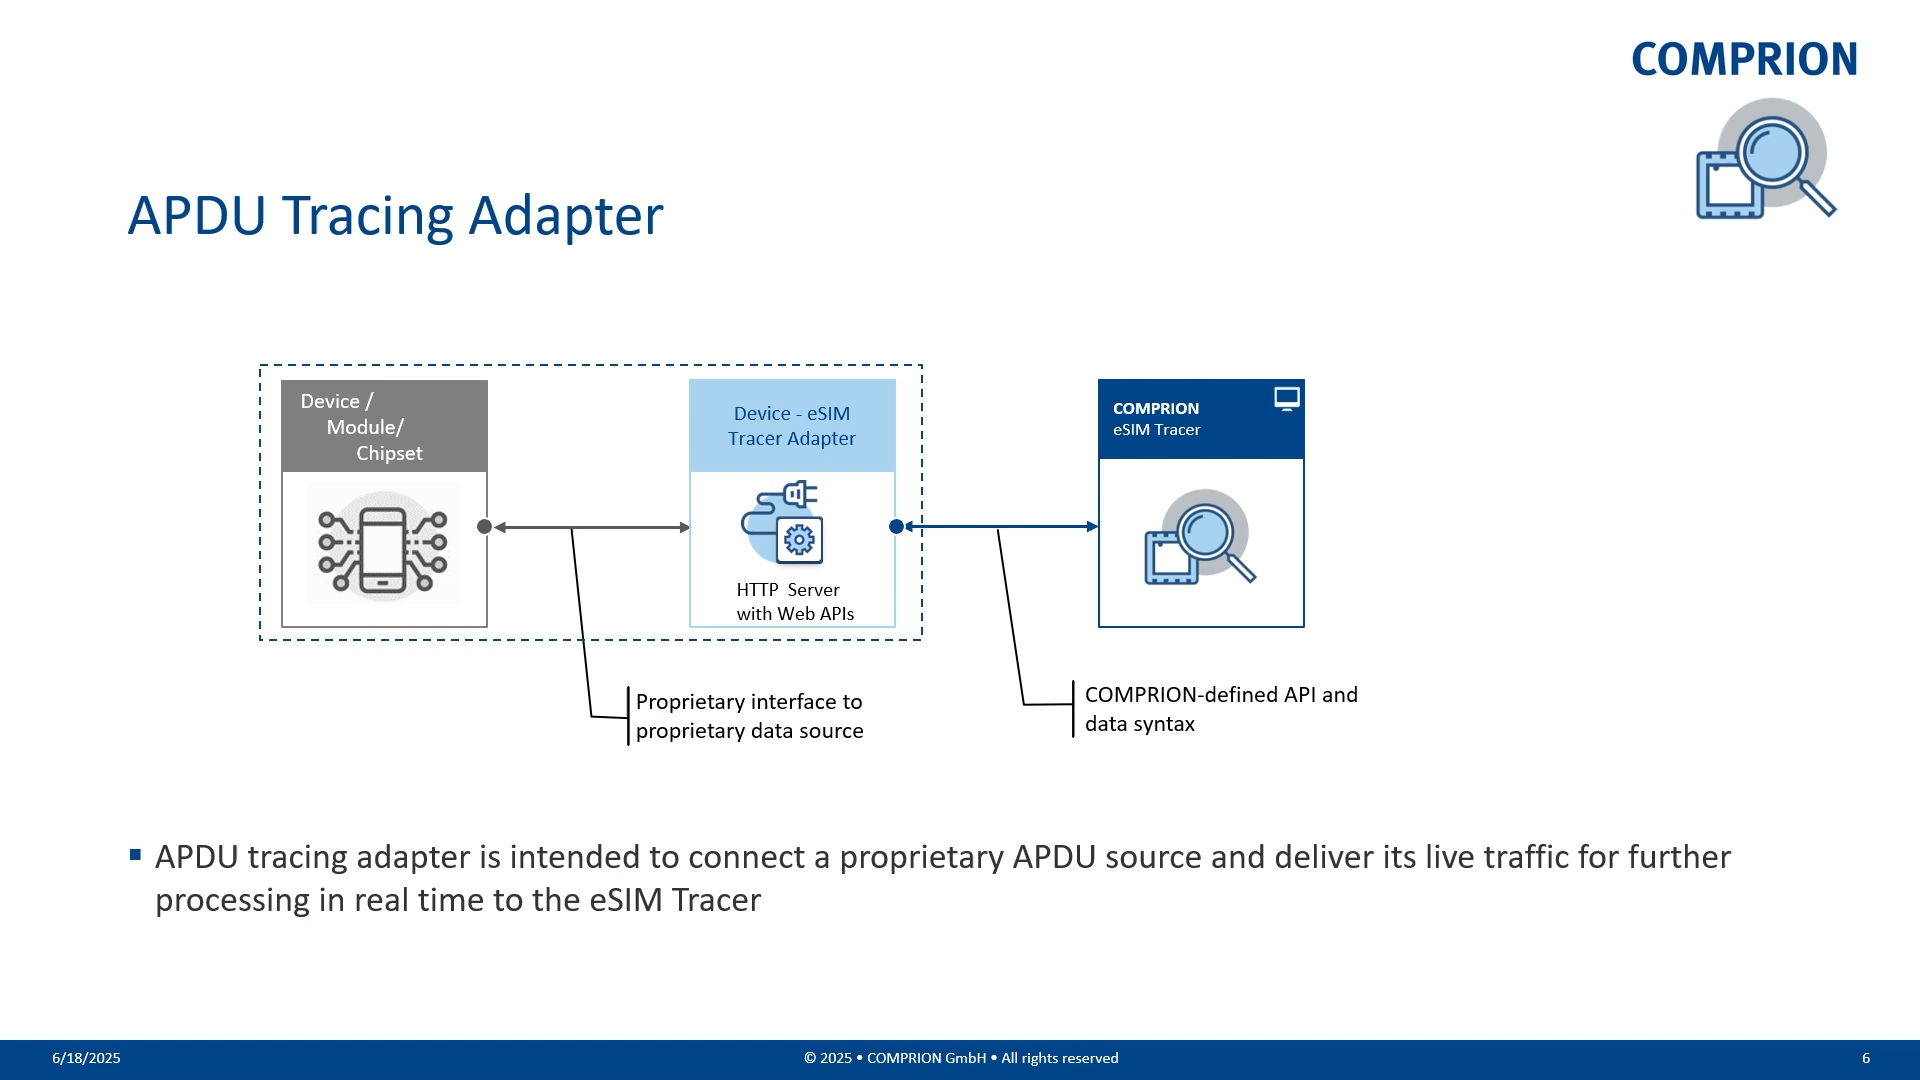 COMPRION
APDU Tracing Adapter
Device /
Module/
Chipset
Device - eSIM
Tracer Adapter
HTTP  Server
with Web APIs
COMPRION
eSIM Tracer
Proprietary interface to
proprietary data source
COMPRION-defined API and
data syntax
▪ APDU tracing adapter is intended to connect a proprietary APDU source and deliver its live traffic for further
processing in real time to the eSIM Tracer
6/18/2025
© 2025 • COMPRION GmbH • All rights reserved
6